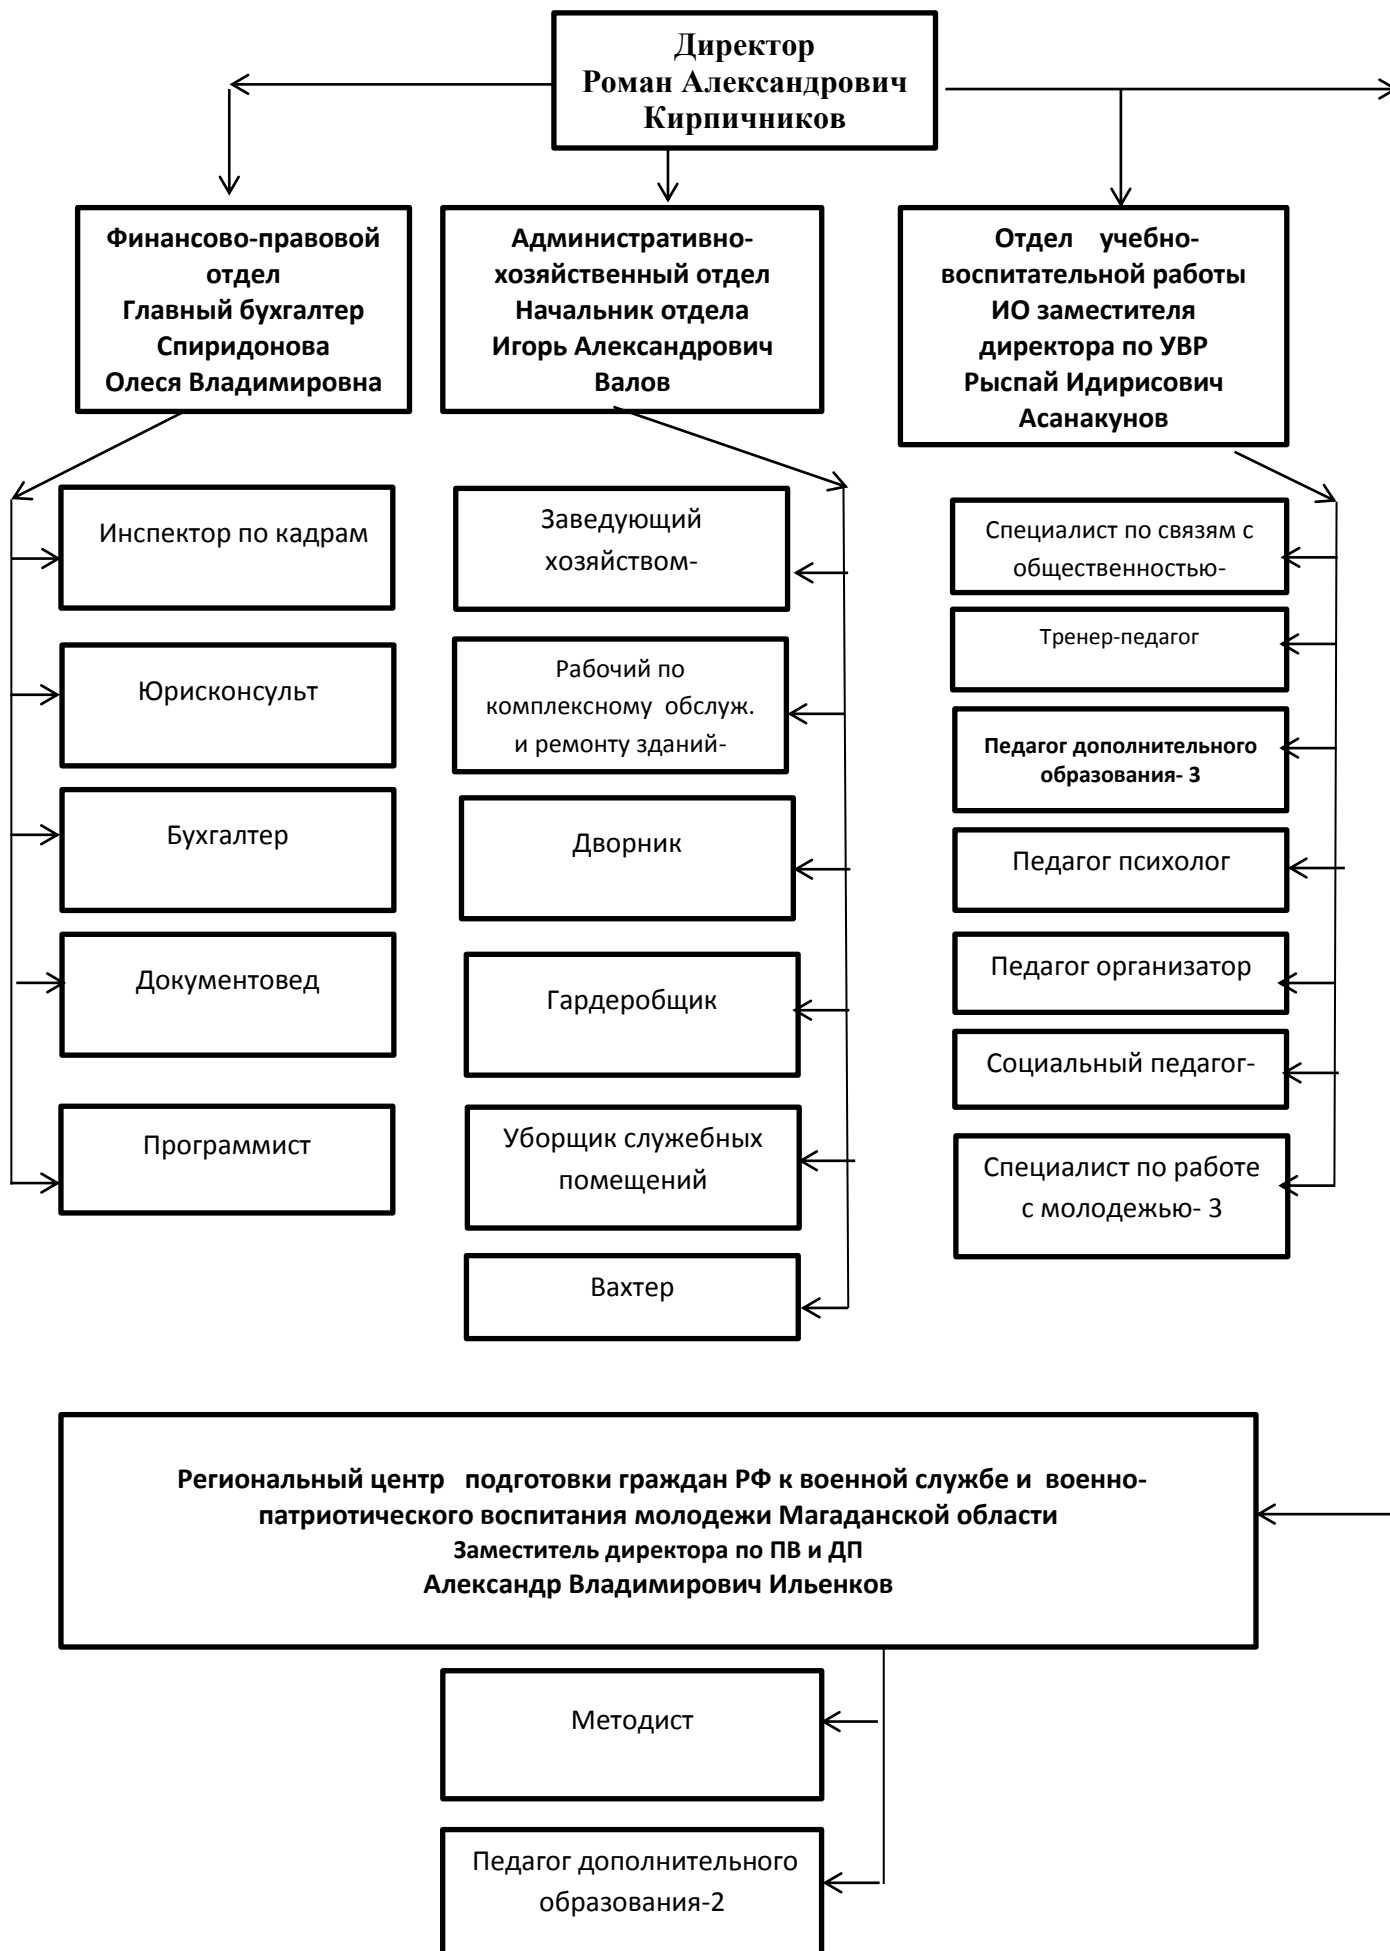 Директор
Роман Александрович
Кирпичников
Финансово-правовой
отдел
Главный бухгалтер
Спиридонова
Олеся Владимировна
Административно-
хозяйственный отдел
Начальник отдела
Игорь Александрович
Валов
Отдел учебно-
воспитательной работы
ИО заместителя
директора по УВР
Рыспай Идирисович
Асанакунов
Инспектор по кадрам
Юрисконсульт
Бухгалтер
Документовед
Программист
Заведующий
хозяйством-
Рабочий по
комплексному обслуж.
и ремонту зданий-
Дворник
Гардеробщик
Уборщик служебных
помещений
Вахтер
Специалист по связям с
общественностью-
Тренер-педагог
Педагог дополнительного
образования- 3
Педагог психолог
Педагог организатор
Социальный педагог-
Специалист по работе
с молодежью- 3
Региональный центр подготовки граждан РФ к военной службе и военно-
патриотического воспитания молодежи Магаданской области
Заместитель директора по ПВ и ДП
Александр Владимирович Ильенков
Методист
Педагог дополнительного
образования-2